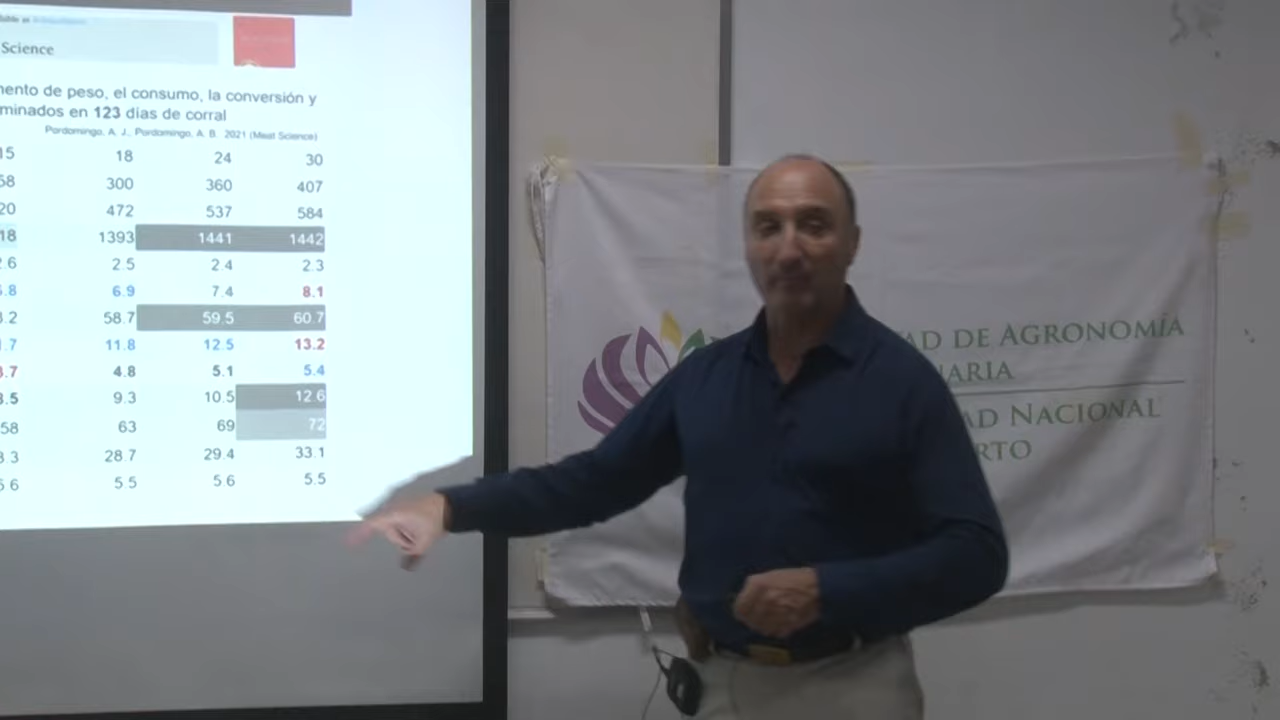 Science
mento de peso, el consumo, la conversión y
minados en 123 dias de corral
Pordomingo, A. J., Pordomingo, A. B. 2021 (Meat Science)
15 18 24 30
58 300 360 407
20 472 537 584
18 1393 1441 1442
2.6 2.5 2.4 2.3
6.8 6.9 7.4 8.1
8.2 58.7 59.5 60.7
1.7 11.8 12.5 13.2
3.7 4.8 5.1 5.4
8.5 9.3 10.5 12.6
58 63 69 72
8.3 28.7 29.4 33.1
5.6 5.5 5.6 5.5
AD DE AGRONOMÍA
NARIA
AD NACIONAL
RTO